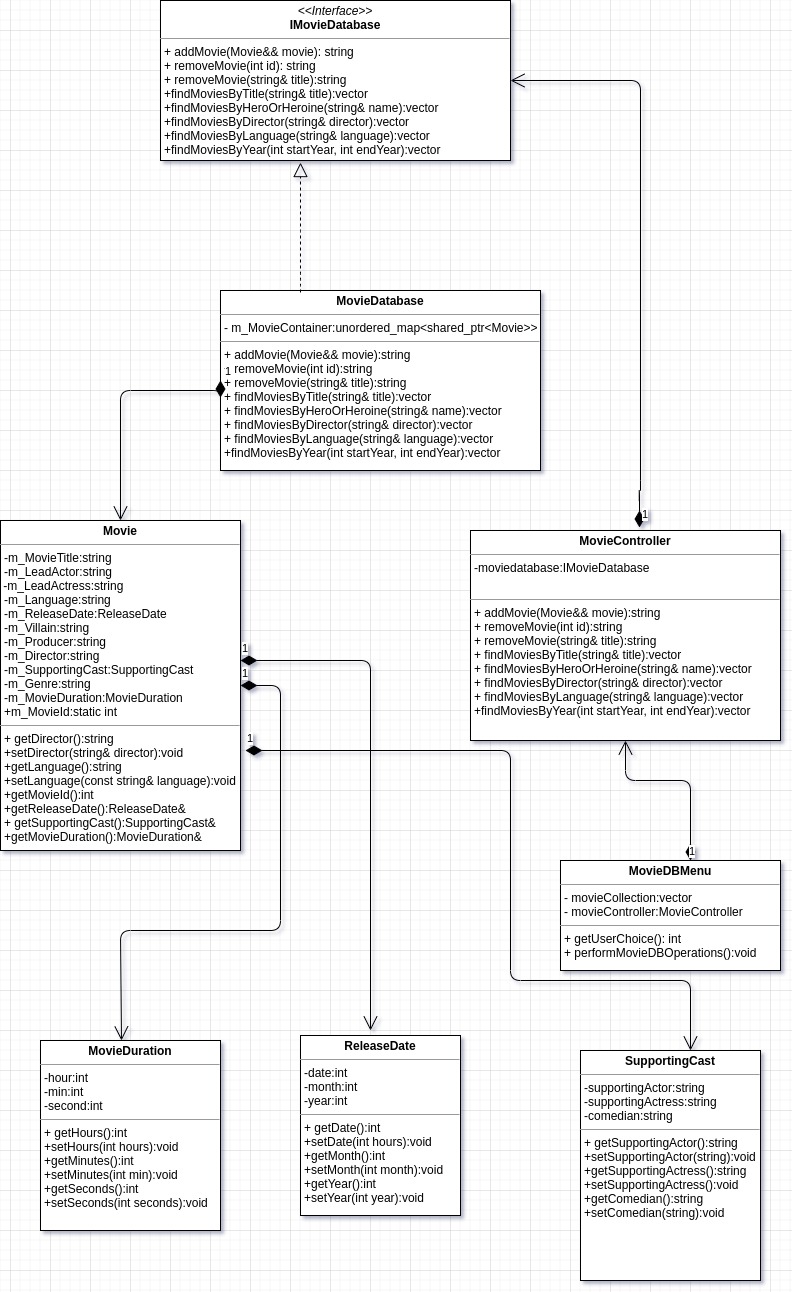 <<Interface>>
IMovieDatabase
+ addMovie(Movie&& movie): string
+ removeMovie(int id): string
+ removeMovie(string& title):string
+findMoviesByTitle(string& title):vector
+findMoviesByHeroOrHeroine(string& name):vector
+findMoviesByDirector(string& director):vector
+findMoviesByLanguage(string& language):vector
+findMoviesByYear(int startYear, int endYear):vector
MovieDatabase
- m_MovieContainer:unordered_map<shared_ptr<Movie>>
+ addMovie(Movie&& movie):string
1 removeMovie(int id):string
+ removeMovie(string& title):string
+ findMoviesByTitle(string& title):vector
+ findMoviesByHeroOrHeroine(string& name):vector
+ findMoviesByDirector(string& director):vector
+ findMoviesByLanguage(string& language):vector
+findMoviesByYear(int startYear, int endYear):vector
Movie
-m_MovieTitle:string
-m_LeadActor:string
-m_LeadActress:string
-m_Language:string
-m_ReleaseDate:ReleaseDate
-m_Villain:string
-m_Producer:string
-m_Director:string
-m_SupportingCast:SupportingCast
-m_Genre:string
-m_MovieDuration:MovieDuration
+m_MovieId:static int
+ getDirector():string
+setDirector(string& director):void
+getLanguage():string
+setLanguage(const string& language):void
+getMovieId():int
+getReleaseDate():ReleaseDate&
+ getSupportingCast():SupportingCast&
+getMovieDuration():MovieDuration&
1
1
1
1
MovieController
-moviedatabase:IMovieDatabase
+ addMovie(Movie&& movie):string
+ removeMovie(int id):string
+ removeMovie(string& title):string
+ findMoviesByTitle(string& title):vector
+ findMoviesByHeroOrHeroine(string& name):vector
+ findMoviesByDirector(string& director):vector
+ findMoviesByLanguage(string& language):vector
+findMoviesByYear(int startYear, int endYear):vector
1
MovieDBMenu
- movieCollection:vector
- movieController:MovieController
+ getUserChoice(): int
+ performMovieDBOperations():void
MovieDuration
-hour:int
-min:int
-second:int
+ getHours():int
+setHours(int hours):void
+getMinutes():int
+setMinutes(int min):void
+getSeconds():int
+setSeconds(int seconds):void
ReleaseDate
-date:int
-month:int
-year:int
+ getDate():int
+setDate(int hours):void
+getMonth():int
+setMonth(int month):void
+getYear():int
+setYear(int year):void
SupportingCast
-supportingActor:string
-supportingActress:string
-comedian:string
+ getSupportingActor():string
+setSupportingActor(string):void
+getSupportingActress():string
+setSupportingActress():void
+getComedian():string
+setComedian(string):void